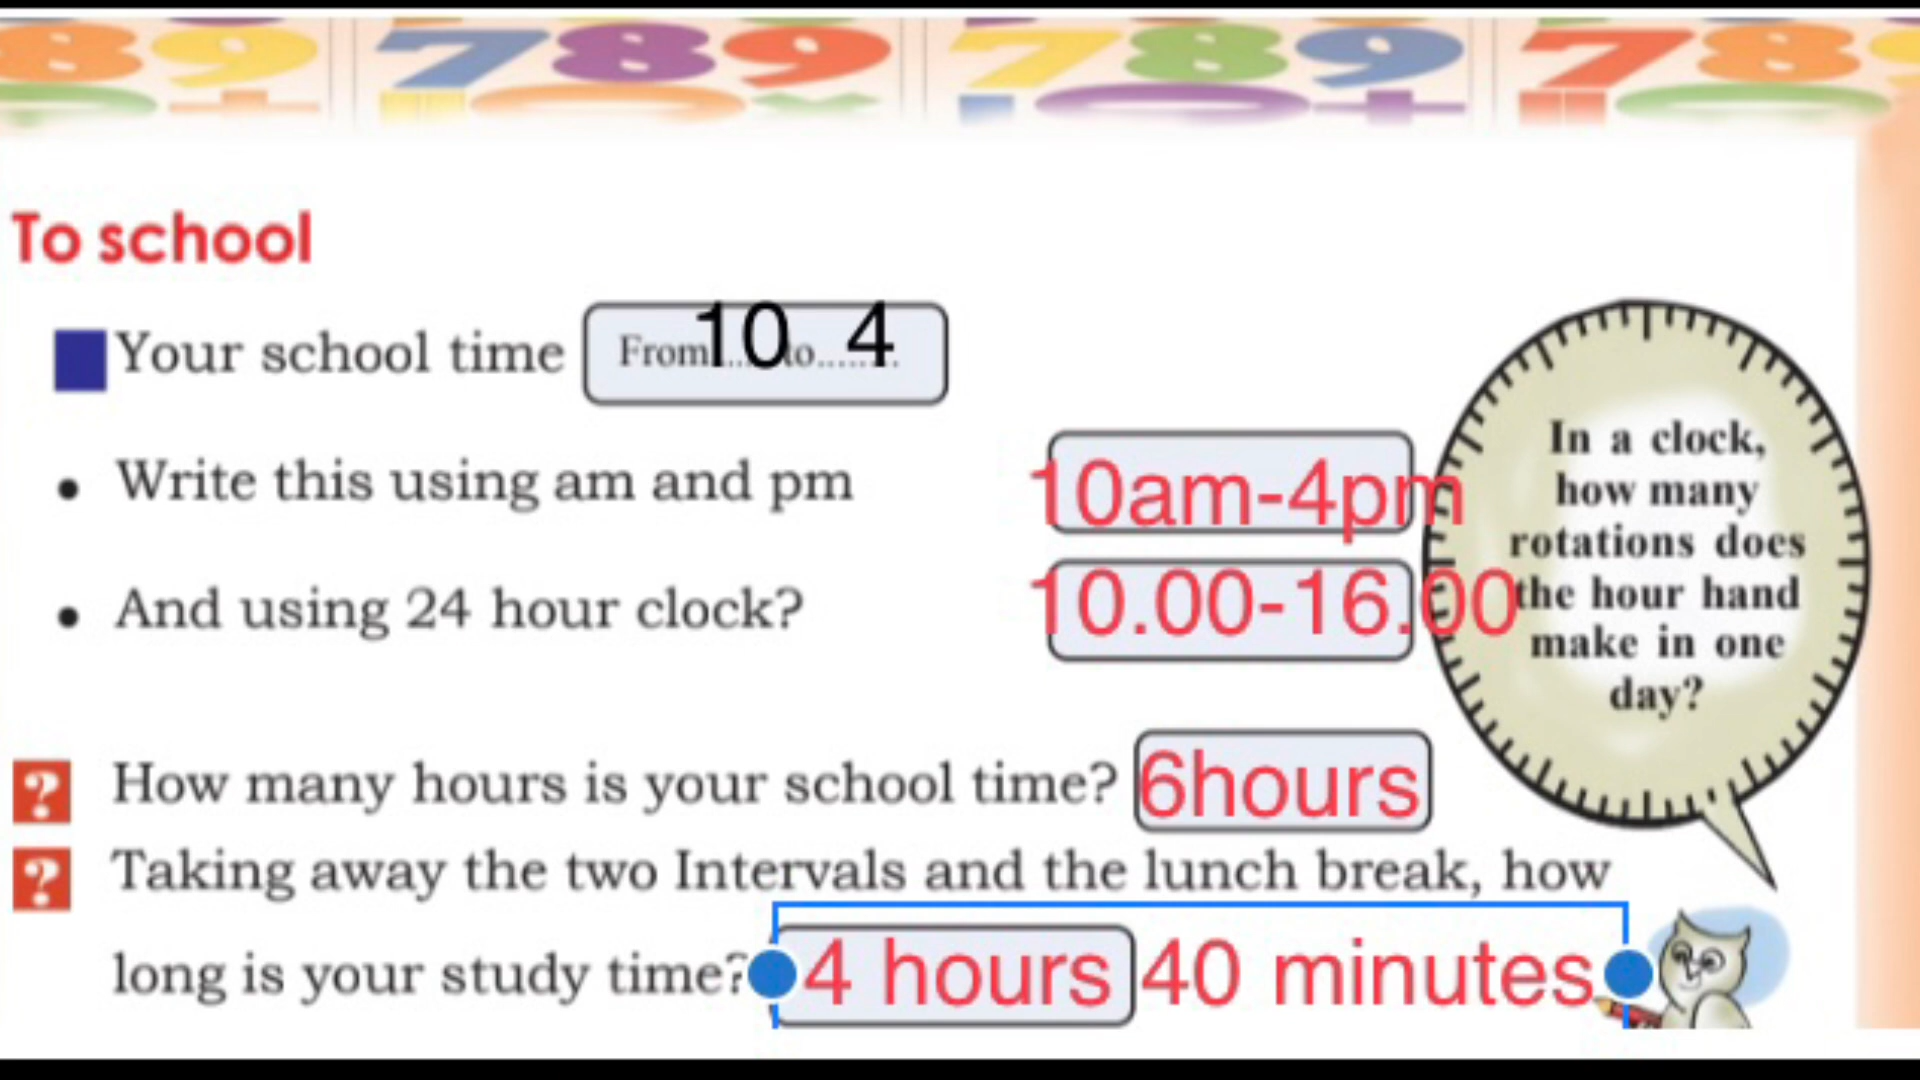 To school
Your school time From 10 to 4
• Write this using am and pm 10am-4pm
• And using 24 hour clock? 10.00-16.00
In a clock,
how many
rotations does
the hour hand
make in one
day?
? How many hours is your school time? 6hours
? Taking away the two Intervals and the lunch break, how
long is your study time? 4 hours 40 minutes